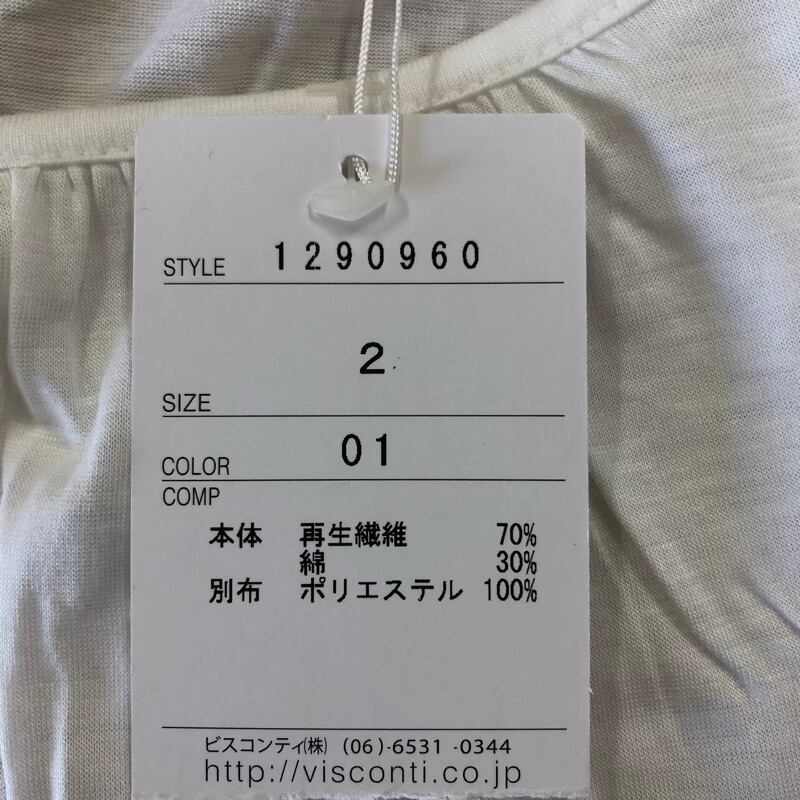 STYLE 1290960
2
SIZE
COLOR 01
COMP
本体 再生繊維 70%
綿 30%
別布 ポリエステル 100%
ビスコンティ(株) (06)-6531-0344
http://visconti.co.jp